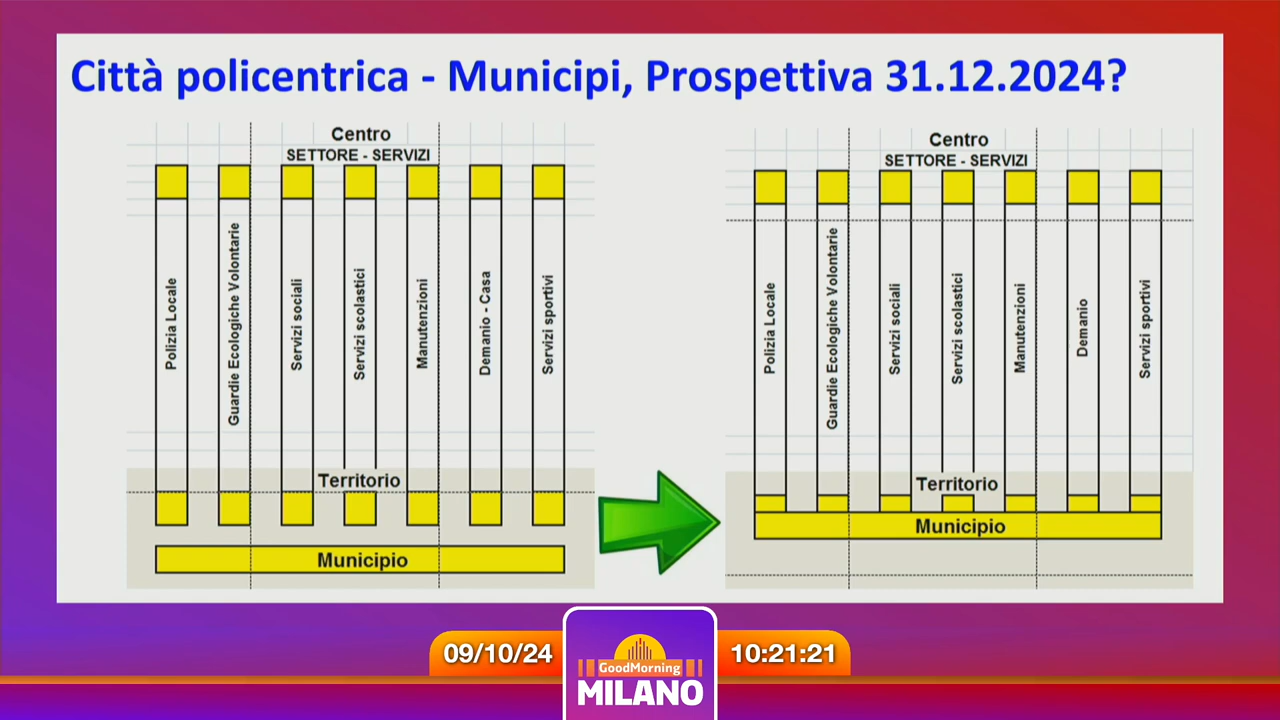 Città policentrica - Municipi, Prospettiva 31.12.2024?
Centro
SETTORE - SERVIZI
Polizia Locale
Guardie Ecologiche Volontarie
Servizi sociali
Servizi scolastici
Manutenzioni
Demanio - Casa
Servizi sportivi
Territorio
Municipio
Centro
SETTORE - SERVIZI
Polizia Locale
Guardie Ecologiche Volontarie
Servizi sociali
Servizi scolastici
Manutenzioni
Demanio
Servizi sportivi
Territorio
Municipio
09/10/24
GoodMorning
MILANO
10:21:21